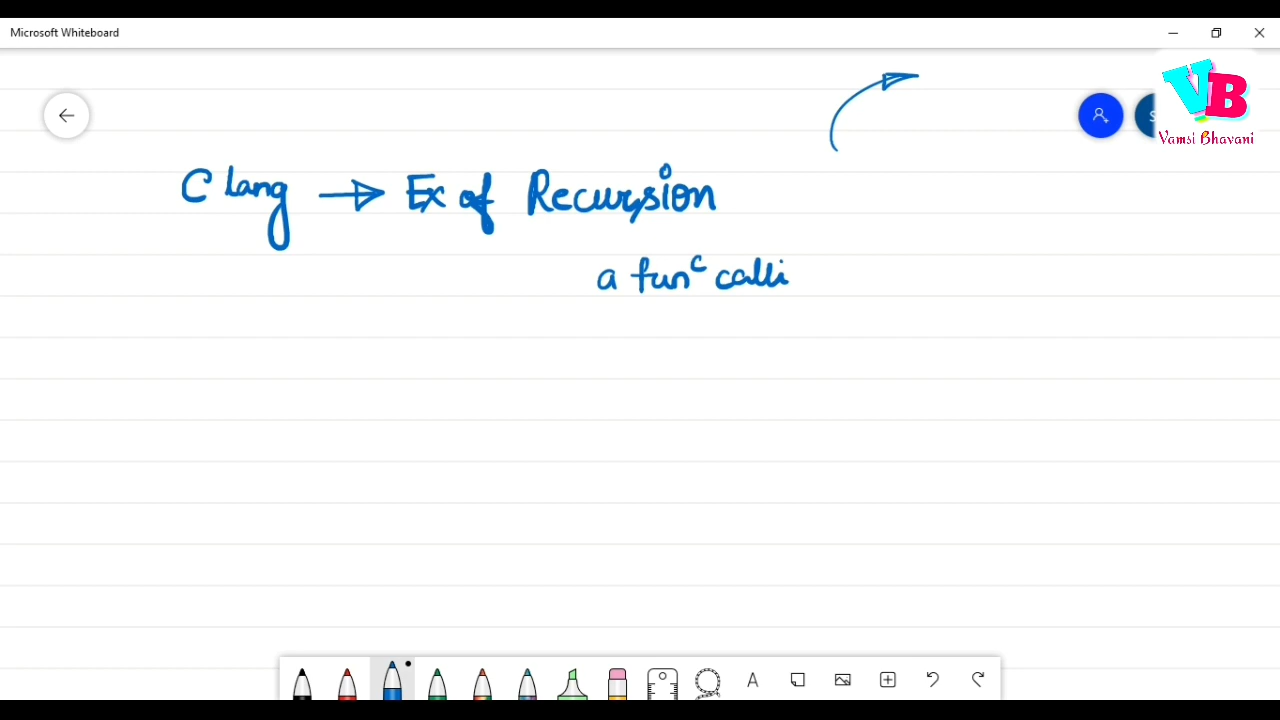 Microsoft Whiteboard
VB
S
Vamsi Bhavani
C lang → Ex of Recursion
a funᶜ calli
A